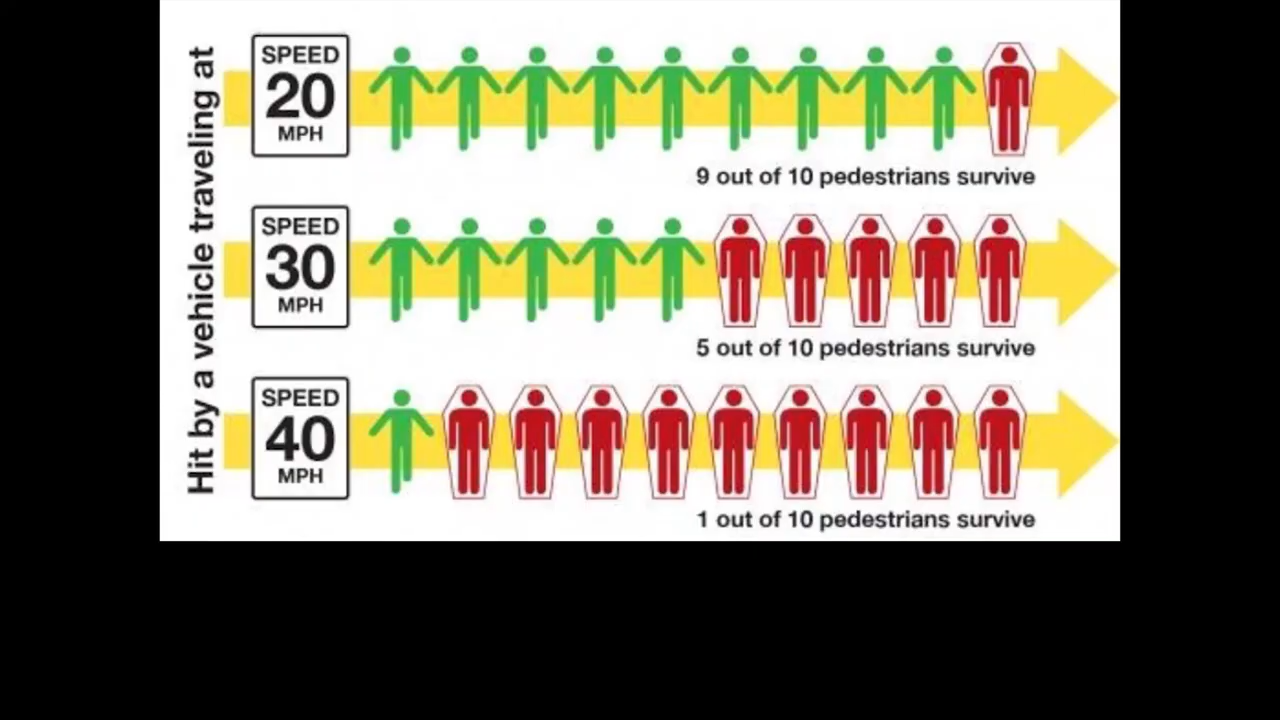 Hit by a vehicle traveling at
SPEED
20
MPH
9 out of 10 pedestrians survive
SPEED
30
MPH
5 out of 10 pedestrians survive
SPEED
40
MPH
1 out of 10 pedestrians survive